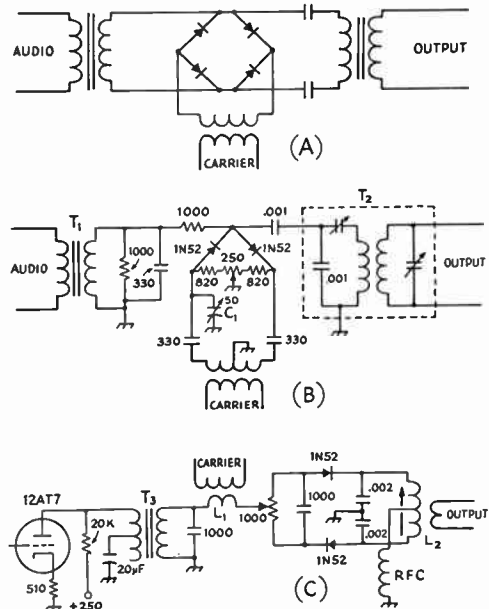 AUDIO
OUTPUT
CARRIER
(A)
T₁
1000
.001
T₂
AUDIO
1000
330
1N52
250
1N52
820
820
50
C₁
330
330
.001
OUTPUT
CARRIER
(B)
12AT7
20K
510
+250
T₃
20µF
CARRIER
L₁
1000
1000
1N52
1000
.002
.002
1N52
L₂
OUTPUT
RFC
(C)